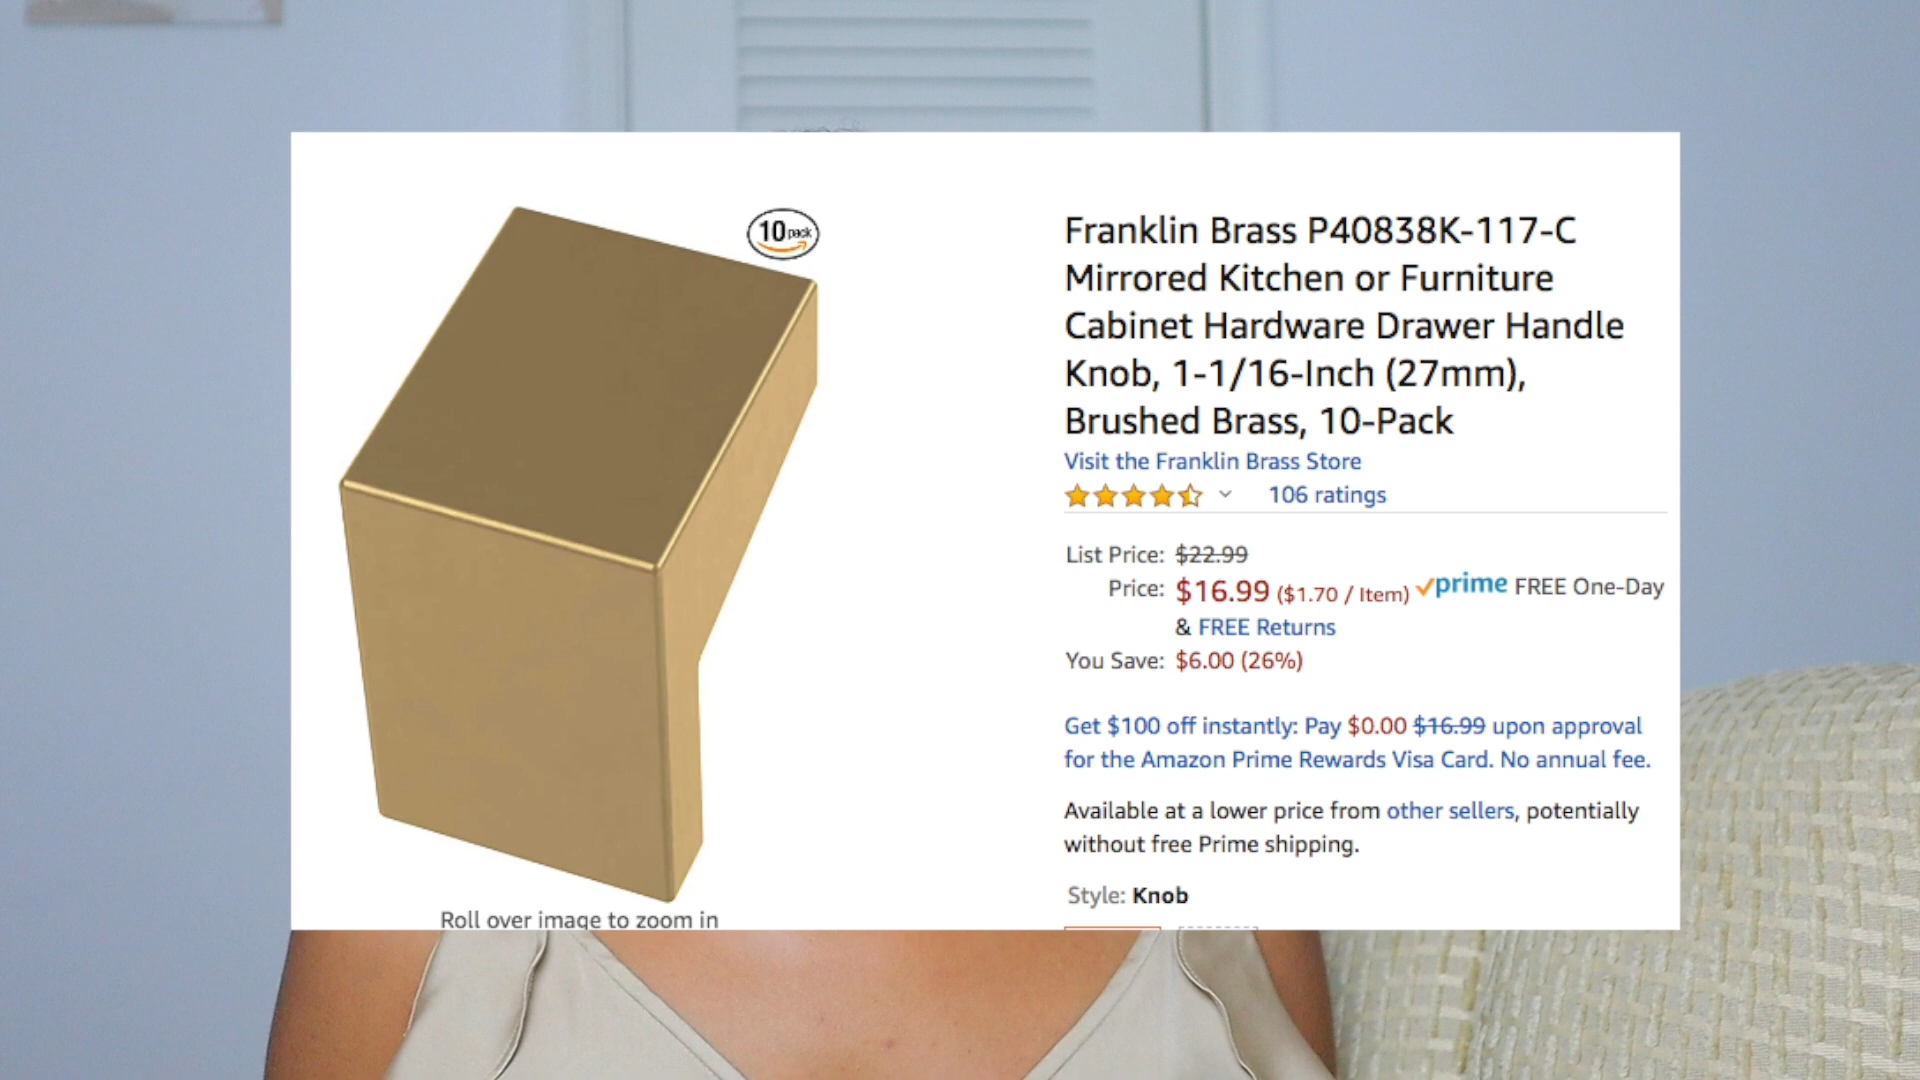 10 pack
Franklin Brass P40838K-117-C
Mirrored Kitchen or Furniture
Cabinet Hardware Drawer Handle
Knob, 1-1/16-Inch (27mm),
Brushed Brass, 10-Pack
Visit the Franklin Brass Store
106 ratings
List Price: $22.99
Price: $16.99 ($1.70 / Item) prime FREE One-Day
& FREE Returns
You Save: $6.00 (26%)
Get $100 off instantly: Pay $0.00 $16.99 upon approval
for the Amazon Prime Rewards Visa Card. No annual fee.
Available at a lower price from other sellers, potentially
without free Prime shipping.
Style: Knob
Roll over image to zoom in